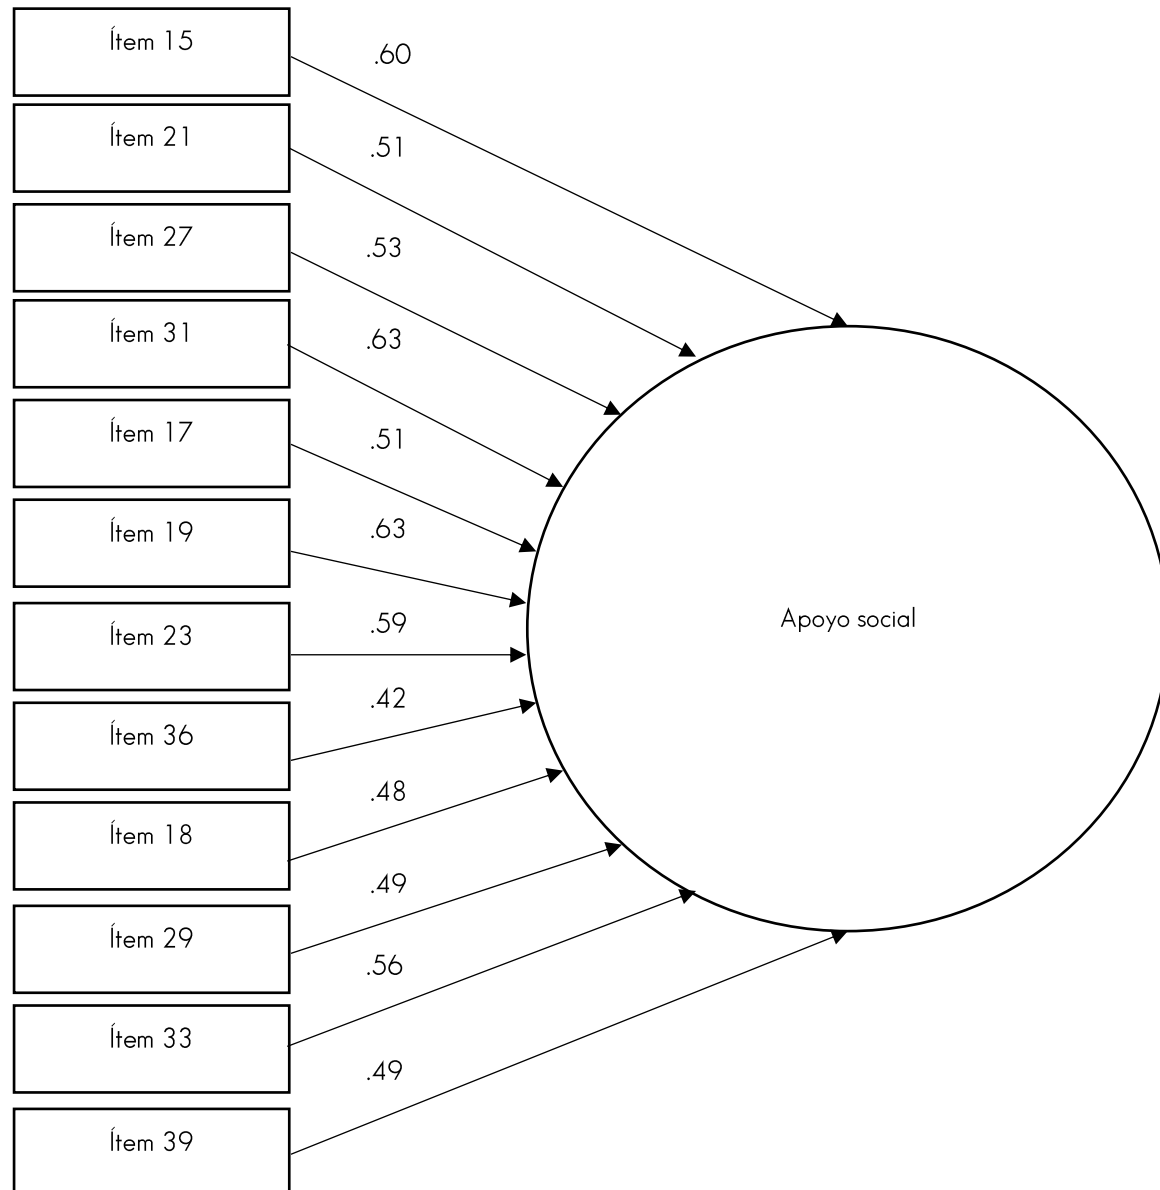 Ítem 15
.60
Ítem 21
.51
Ítem 27
.53
Ítem 31
.63
Ítem 17
.51
Ítem 19
.63
Ítem 23
.59
Ítem 36
.42
Ítem 18
.48
Ítem 29
.49
Ítem 33
.56
Ítem 39
.49
Apoyo social